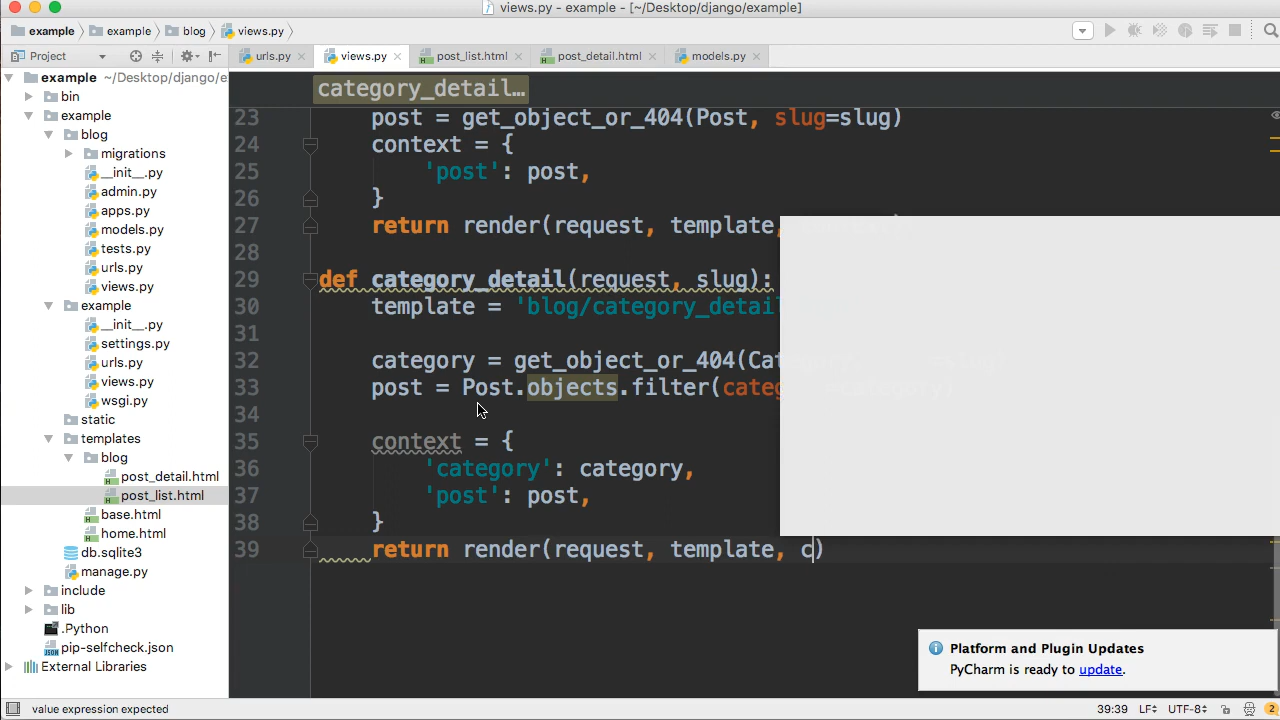 views.py - example - [~/Desktop/django/example]
example example blog views.py
Project
urls.py views.py post_list.html post_detail.html models.py
example ~/Desktop/django/e
bin
example
blog
migrations
__init__.py
admin.py
apps.py
models.py
tests.py
urls.py
views.py
example
__init__.py
settings.py
urls.py
views.py
wsgi.py
static
templates
blog
post_detail.html
post_list.html
base.html
home.html
db.sqlite3
manage.py
include
lib
.Python
pip-selfcheck.json
External Libraries
category_detail…
23 post = get_object_or_404(Post, slug=slug)
24 context = {
25 'post': post,
26 }
27 return render(request, template,
28
29 def category_detail(request, slug):
30 template = 'blog/category_detai
31
32 category = get_object_or_404(Cat
33 post = Post.objects.filter(categ
34
35 context = {
36 'category': category,
37 'post': post,
38 }
39 return render(request, template, c)
Platform and Plugin Updates
PyCharm is ready to update.
value expression expected
39:39 LF UTF-8 2